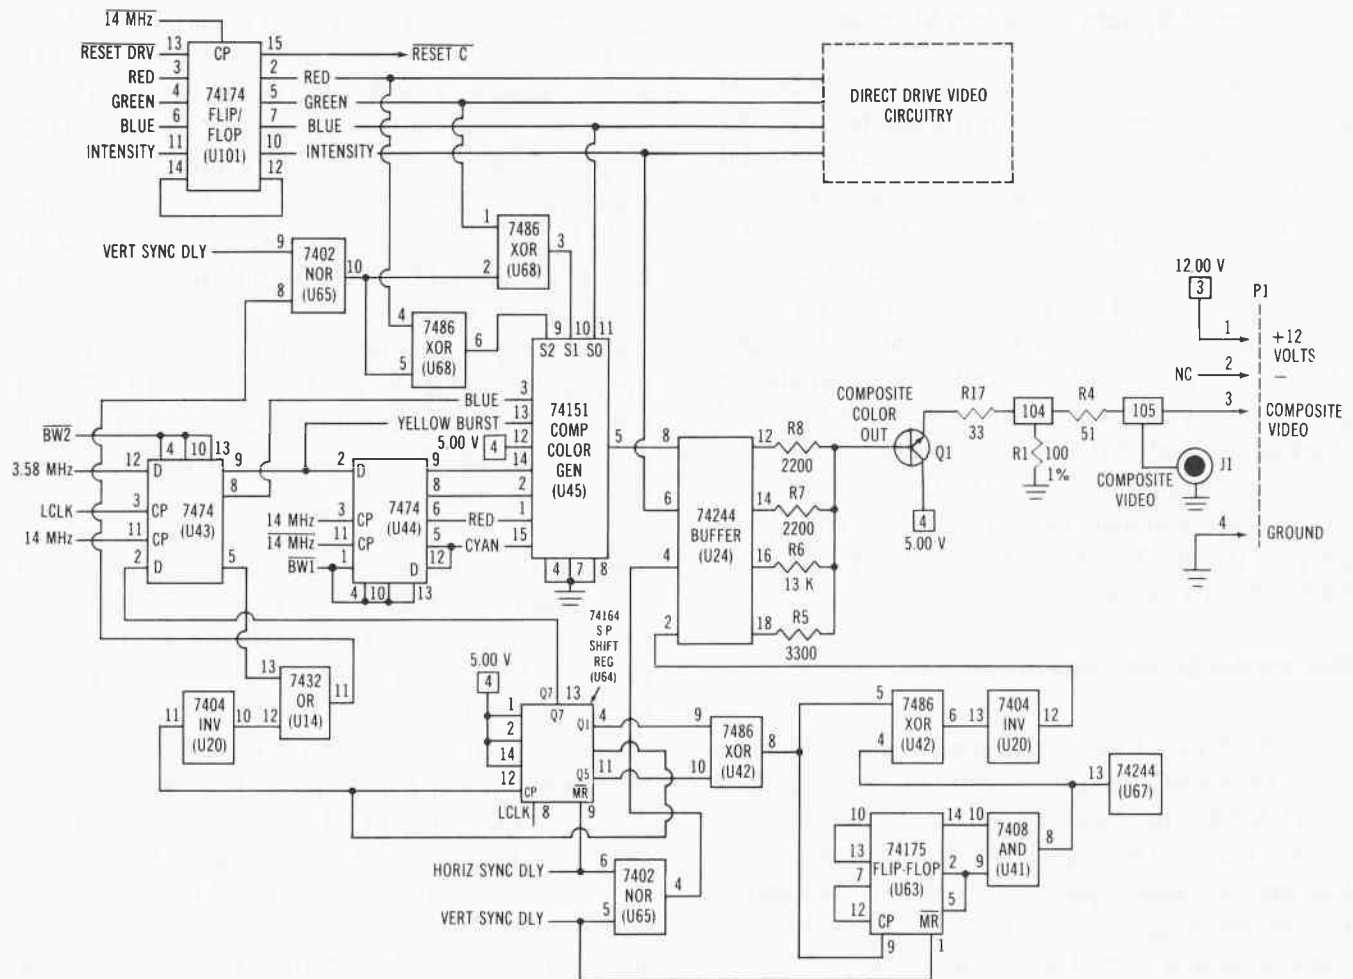 14 MHz
RESET DRV 13 CP 15 RESET C
RED 3 2 RED
GREEN 4 74174 5 GREEN
BLUE 6 FLIP/ 7 BLUE
FLOP
INTENSITY 11 (U101) 10 INTENSITY
14 12
DIRECT DRIVE VIDEO
CIRCUITRY
VERT SYNC DLY 9
7402
NOR
(U65)
10
8
1
7486
XOR
(U68)
3
2
4
7486
XOR
(U68)
6
5
9 10 11
S2 S1 S0
BLUE 3
YELLOW BURST 13
5.00 V 4 12
14
2
RED 1
CYAN 15
74151
COMP
COLOR
GEN
(U45)
5
4 7 8
BW2
4 10 13
3.58 MHz 12 D 9
8
LCLK 3 CP
7474
(U43)
14 MHz 11 CP
2 D 5
2 D 9
8
14 MHz 3 CP 6
7474
(U44)
14 MHz 11 CP 5
12
BW1 1 D
4 10 13
8 12
6 14
4 16
2 18
74244
BUFFER
(U24)
R8
2200
R7
2200
R6
13 K
R5
3300
COMPOSITE
COLOR
OUT
Q1
4
5.00 V
R17
33
104
R1 100
1%
R4
51
105
COMPOSITE
VIDEO
J1
12.00 V
3
P1
1 +12
VOLTS
NC 2 –
3 COMPOSITE
VIDEO
4 GROUND
74164
S P
SHIFT
REG
(U64)
5.00 V
4
Q7 13
Q7
1 Q1 4
2
14
12 Q5 11
CP MR
LCLK 8 9
11
7404
INV
(U20)
10 12
13
7432
OR
(U14)
11
9
7486
XOR
(U42)
8
10
5
7486
XOR
(U42)
6
4
13
7404
INV
(U20)
12
13
74244
(U67)
HORIZ SYNC DLY 6
7402
NOR
(U65)
4
VERT SYNC DLY 5
10 14
13
7 2
12 5
74175
FLIP-FLOP
(U63)
CP MR
9 1
10
7408
AND
(U41)
8
9